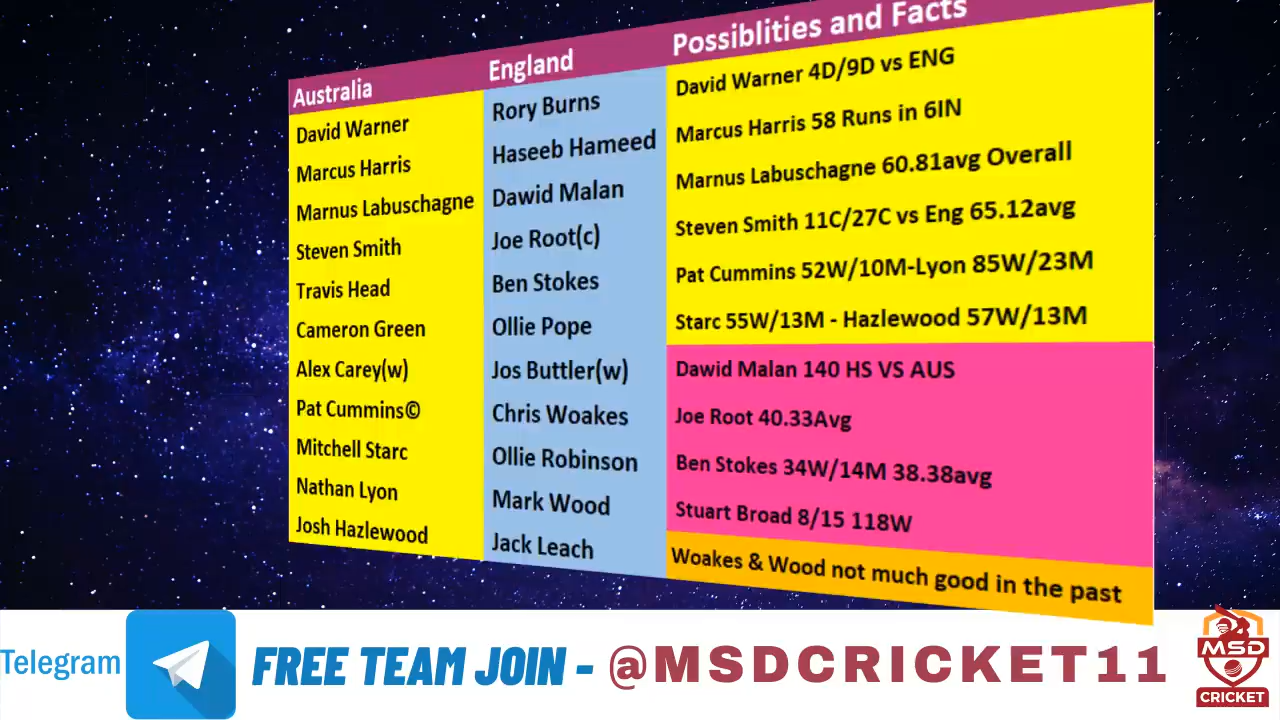 Australia
David Warner
Marcus Harris
Marnus Labuschagne
Steven Smith
Travis Head
Cameron Green
Alex Carey(w)
Pat Cummins©
Mitchell Starc
Nathan Lyon
Josh Hazlewood
England
Rory Burns
Haseeb Hameed
Dawid Malan
Joe Root(c)
Ben Stokes
Ollie Pope
Jos Buttler(w)
Chris Woakes
Ollie Robinson
Mark Wood
Jack Leach
Possiblities and Facts
David Warner 4D/9D vs ENG
Marcus Harris 58 Runs in 6IN
Marnus Labuschagne 60.81avg Overall
Steven Smith 11C/27C vs Eng 65.12avg
Pat Cummins 52W/10M-Lyon 85W/23M
Starc 55W/13M - Hazlewood 57W/13M
Dawid Malan 140 HS VS AUS
Joe Root 40.33Avg
Ben Stokes 34W/14M 38.38avg
Stuart Broad 8/15 118W
Woakes & Wood not much good in the past
Telegram
FREE TEAM JOIN - @MSDCRICKET11
MSD
CRICKET